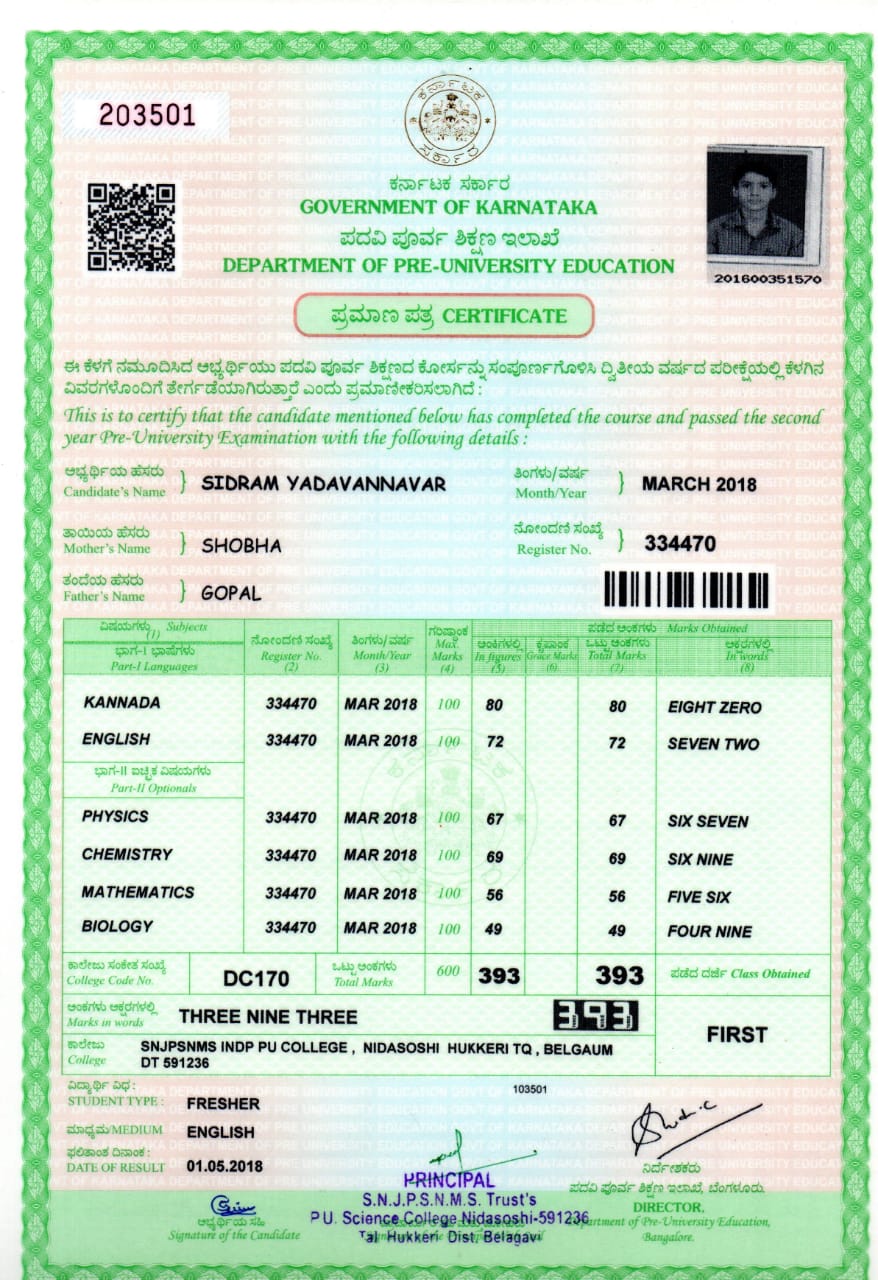 203501
ಕರ್ನಾಟಕ
ಸರ್ಕಾರ
ಕರ್ನಾಟಕ ಸರ್ಕಾರ
GOVERNMENT OF KARNATAKA
ಪದವಿ ಪೂರ್ವ ಶಿಕ್ಷಣ ಇಲಾಖೆ
DEPARTMENT OF PRE-UNIVERSITY EDUCATION
201600351570
ಪ್ರಮಾಣ ಪತ್ರ CERTIFICATE
ಈ ಕೆಳಗೆ ನಮೂದಿಸಿದ ಅಭ್ಯರ್ಥಿಯು ಪದವಿ ಪೂರ್ವ ಶಿಕ್ಷಣದ ಕೋರ್ಸನ್ನು ಸಂಪೂರ್ಣಗೊಳಿಸಿ ದ್ವಿತೀಯ ವರ್ಷದ ಪರೀಕ್ಷೆಯಲ್ಲಿ ಕೆಳಗಿನ
ವಿವರಗಳೊಂದಿಗೆ ತೇರ್ಗಡೆಯಾಗಿರುತ್ತಾರೆ ಎಂದು ಪ್ರಮಾಣೀಕರಿಸಲಾಗಿದೆ :
This is to certify that the candidate mentioned below has completed the course and passed the second
year Pre-University Examination with the following details :
ಅಭ್ಯರ್ಥಿಯ ಹೆಸರು ತಿಂಗಳು/ವರ್ಷ
Candidate's Name } SIDRAM YADAVANNAVAR Month/Year } MARCH 2018
ತಾಯಿಯ ಹೆಸರು ನೋಂದಣಿ ಸಂಖ್ಯೆ
Mother's Name } SHOBHA Register No. } 334470
ತಂದೆಯ ಹೆಸರು
Father's Name } GOPAL
ವಿಷಯಗಳು Subjects (1) ನೋಂದಣಿ ಸಂಖ್ಯೆ Register No. (2) ತಿಂಗಳು/ವರ್ಷ Month/Year (3) ಗರಿಷ್ಠಾಂಕ Max. Marks (4) ಪಡೆದ ಅಂಕಗಳು Marks Obtained
ಭಾಗ-I ಭಾಷೆಗಳು Part-I Languages ಅಂಕಿಗಳಲ್ಲಿ In figures (5) ಕೃಪಾಂಕ Grace Marks (6) ಒಟ್ಟು ಅಂಕಗಳು Total Marks (7) ಅಕ್ಷರಗಳಲ್ಲಿ In words (8)
KANNADA 334470 MAR 2018 100 80 80 EIGHT ZERO
ENGLISH 334470 MAR 2018 100 72 72 SEVEN TWO
ಭಾಗ-II ಐಚ್ಛಿಕ ವಿಷಯಗಳು
Part-II Optionals
PHYSICS 334470 MAR 2018 100 67 67 SIX SEVEN
CHEMISTRY 334470 MAR 2018 100 69 69 SIX NINE
MATHEMATICS 334470 MAR 2018 100 56 56 FIVE SIX
BIOLOGY 334470 MAR 2018 100 49 49 FOUR NINE
ಕಾಲೇಜು ಸಂಕೇತ ಸಂಖ್ಯೆ ಒಟ್ಟು ಅಂಕಗಳು
College Code No. DC170 Total Marks 600 393 393 ಪಡೆದ ದರ್ಜೆ Class Obtained
ಅಂಕಗಳು ಅಕ್ಷರಗಳಲ್ಲಿ
Marks in words THREE NINE THREE 393
FIRST
ಕಾಲೇಜು SNJPSNMS INDP PU COLLEGE , NIDASOSHI HUKKERI TQ , BELGAUM
College DT 591236
ವಿದ್ಯಾರ್ಥಿ ವಿಧ :
STUDENT TYPE : FRESHER
103501
ಮಾಧ್ಯಮ/MEDIUM ENGLISH
ಫಲಿತಾಂಶ ದಿನಾಂಕ :
DATE OF RESULT 01.05.2018
PRINCIPAL
S.N.J.P.S.N.M.S. Trust's
P U. Science College Nidasoshi-591236
Tal Hukkeri Dist Belagavi
ಅಭ್ಯರ್ಥಿಯ ಸಹಿ
Signature of the Candidate
ನಿರ್ದೇಶಕರು
ಪದವಿ ಪೂರ್ವ ಶಿಕ್ಷಣ ಇಲಾಖೆ, ಬೆಂಗಳೂರು.
DIRECTOR,
Department of Pre-University Education,
Bangalore.